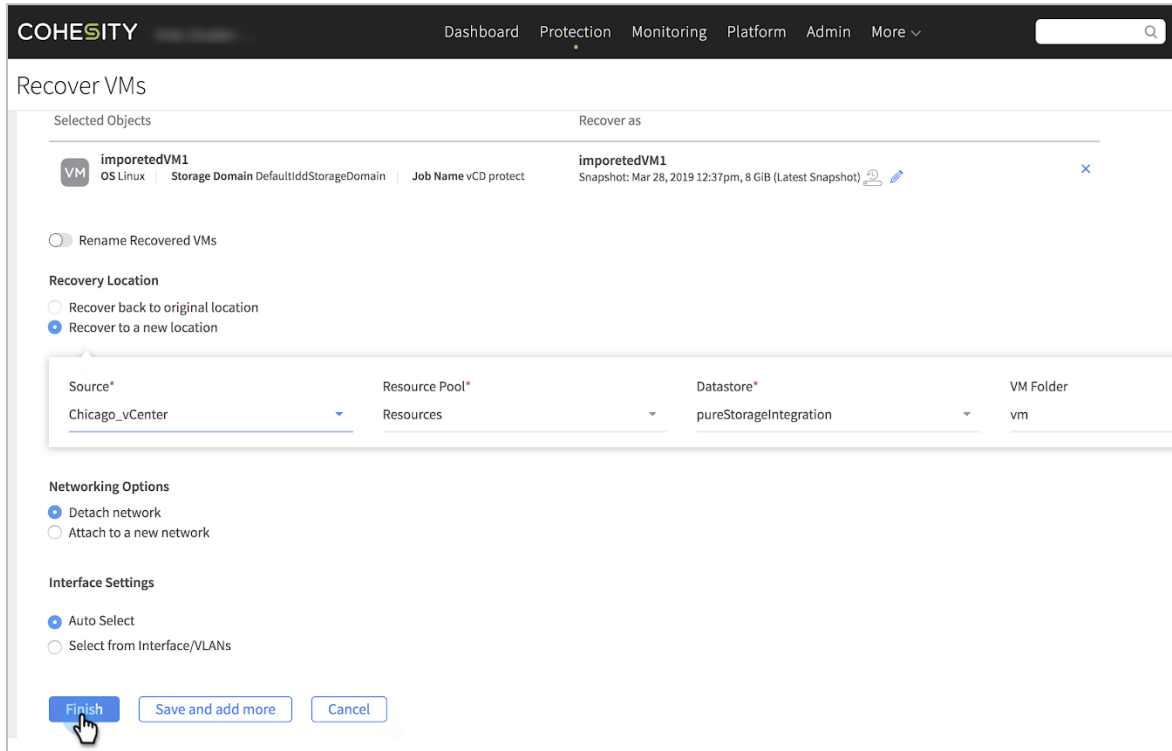 COHESITY Dashboard Protection Monitoring Platform Admin More
Recover VMs
Selected Objects Recover as
VM imporetedVM1 imporetedVM1
OS Linux Storage Domain DefaultIddStorageDomain Job Name vCD protect Snapshot: Mar 28, 2019 12:37pm, 8 GiB (Latest Snapshot)
Rename Recovered VMs
Recovery Location
Recover back to original location
Recover to a new location
Source* Resource Pool* Datastore* VM Folder
Chicago_vCenter Resources pureStorageIntegration vm
Networking Options
Detach network
Attach to a new network
Interface Settings
Auto Select
Select from Interface/VLANs
Finish Save and add more Cancel